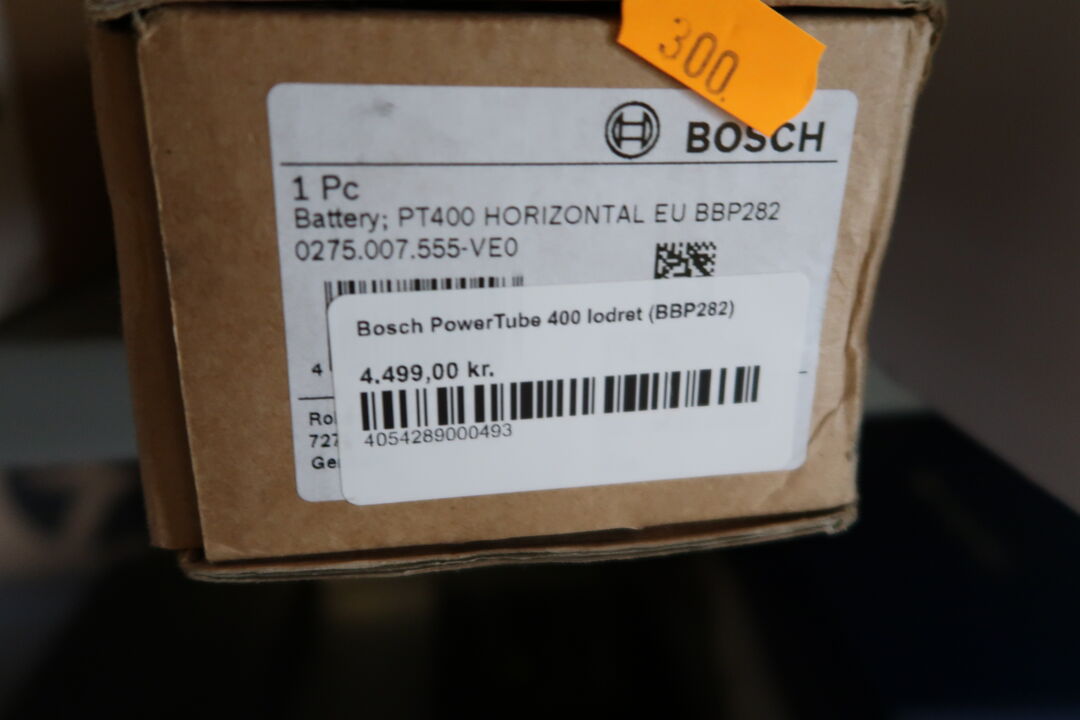 300.
BOSCH
1 Pc
Battery; PT400 HORIZONTAL EU BBP282
0275.007.555-VE0
Bosch PowerTube 400 lodret (BBP282)
4.499,00 kr.
4
4054289000493